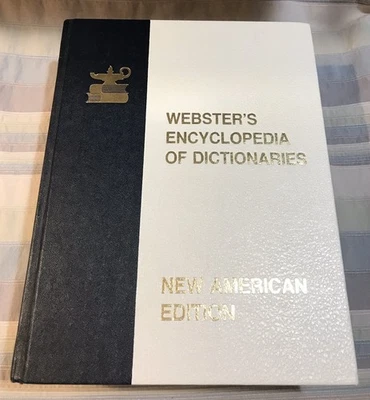 WEBSTER'S
ENCYCLOPEDIA
OF DICTIONARIES
NEW AMERICAN
EDITION